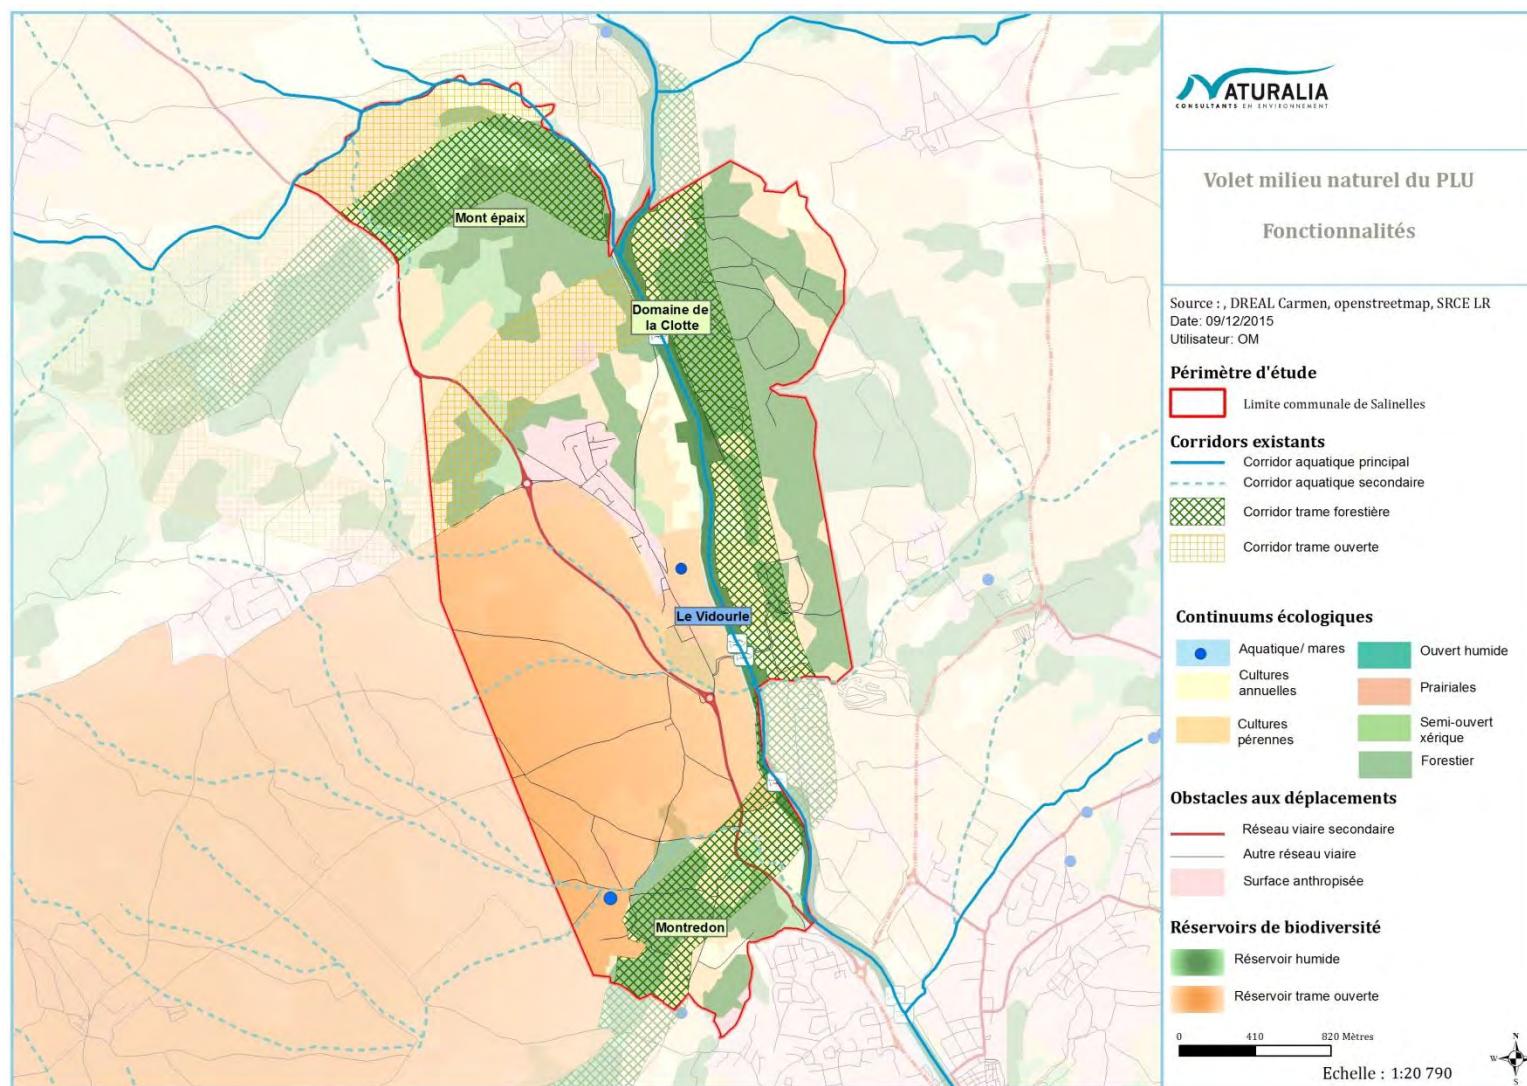 Mont épaix
Domaine de
la Clotte
Le Vidourle
Montredon
NATURALIA
CONSULTANTS EN ENVIRONNEMENT
Volet milieu naturel du PLU
Fonctionnalités
Source : , DREAL Carmen, openstreetmap, SRCE LR
Date: 09/12/2015
Utilisateur: OM
Périmètre d'étude
Limite communale de Salinelles
Corridors existants
Corridor aquatique principal
Corridor aquatique secondaire
Corridor trame forestière
Corridor trame ouverte
Continuums écologiques
Aquatique/ mares
Cultures
annuelles
Cultures
pérennes
Ouvert humide
Prairiales
Semi-ouvert
xérique
Forestier
Obstacles aux déplacements
Réseau viaire secondaire
Autre réseau viaire
Surface anthropisée
Réservoirs de biodiversité
Réservoir humide
Réservoir trame ouverte
0 410 820 Mètres
Echelle : 1:20 790
N
W
S